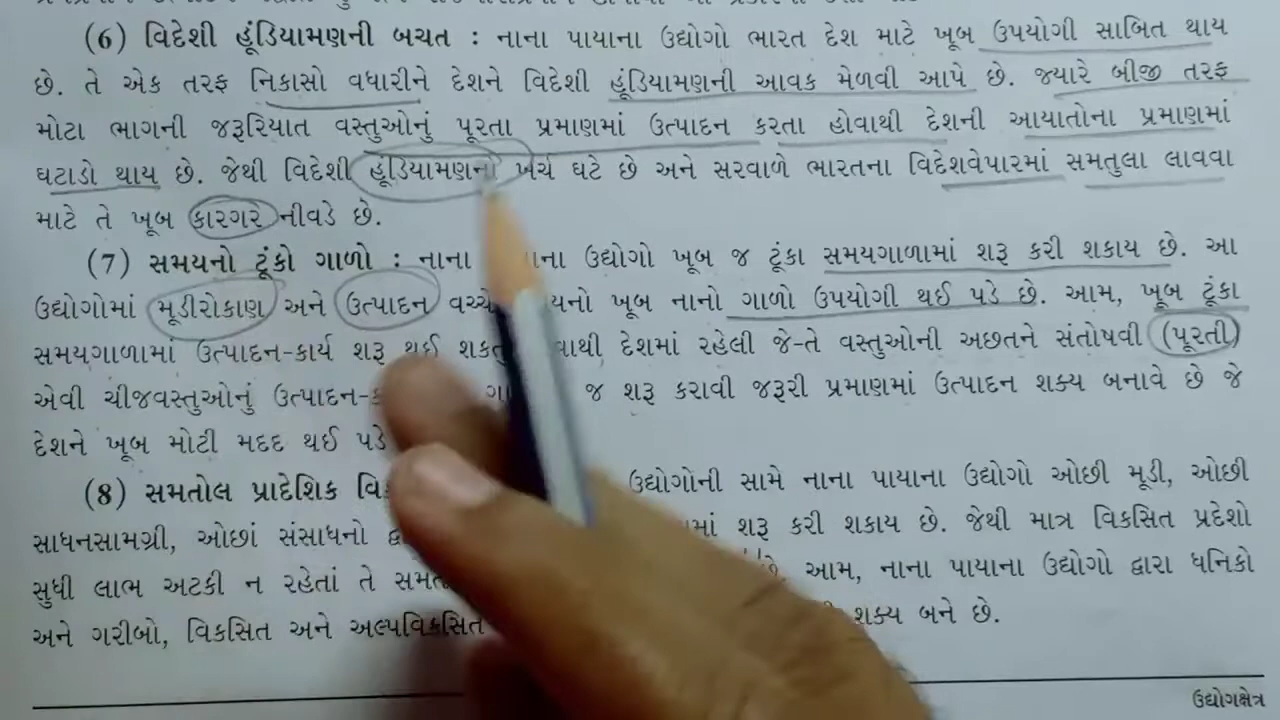 (6) વિદેશી હૂંડિયામણની બચત : નાના પાયાના ઉદ્યોગો ભારત દેશ માટે ખૂબ ઉપયોગી સાબિત થાય
છે. તે એક તરફ નિકાસો વધારીને દેશને વિદેશી હૂંડિયામણની આવક મેળવી આપે છે. જ્યારે બીજી તરફ
મોટા ભાગની જરૂરિયાત વસ્તુઓનું પૂરતા પ્રમાણમાં ઉત્પાદન કરતા હોવાથી દેશની આયાતોના પ્રમાણમાં
ઘટાડો થાય છે. જેથી વિદેશી હૂંડિયામણનો ખર્ચ ઘટે છે અને સરવાળે ભારતના વિદેશવેપારમાં સમતુલા લાવવા
માટે તે ખૂબ કારગર નીવડે છે.
(7) સમયનો ટૂંકો ગાળો : નાના ઉદ્યોગો ખૂબ જ ટૂંકા સમયગાળામાં શરૂ કરી શકાય છે. આ
ઉદ્યોગોમાં મૂડીરોકાણ અને ઉત્પાદન વચ્ચે ખૂબ નાનો ગાળો ઉપયોગી થઈ પડે છે. આમ, ખૂબ ટૂંકા
સમયગાળામાં ઉત્પાદન-કાર્ય શરૂ થઈ દેશમાં રહેલી જે-તે વસ્તુઓની અછતને સંતોષવી (પૂરતી)
એવી ચીજવસ્તુઓનું ઉત્પાદન- જ શરૂ કરાવી જરૂરી પ્રમાણમાં ઉત્પાદન શક્ય બનાવે છે જે
દેશને ખૂબ મોટી મદદ થઈ પડે
(8) સમતોલ પ્રાદેશિક ઉદ્યોગોની સામે નાના પાયાના ઉદ્યોગો ઓછી મૂડી, ઓછી
સાધનસામગ્રી, ઓછાં સંસાધનો શરૂ કરી શકાય છે. જેથી માત્ર વિકસિત પ્રદેશો
સુધી લાભ અટકી ન રહેતાં તે આમ, નાના પાયાના ઉદ્યોગો દ્વારા ધનિકો
અને ગરીબો, વિકસિત અને અલ્પવિકસિત શક્ય બને છે.
ઉદ્યોગક્ષેત્ર